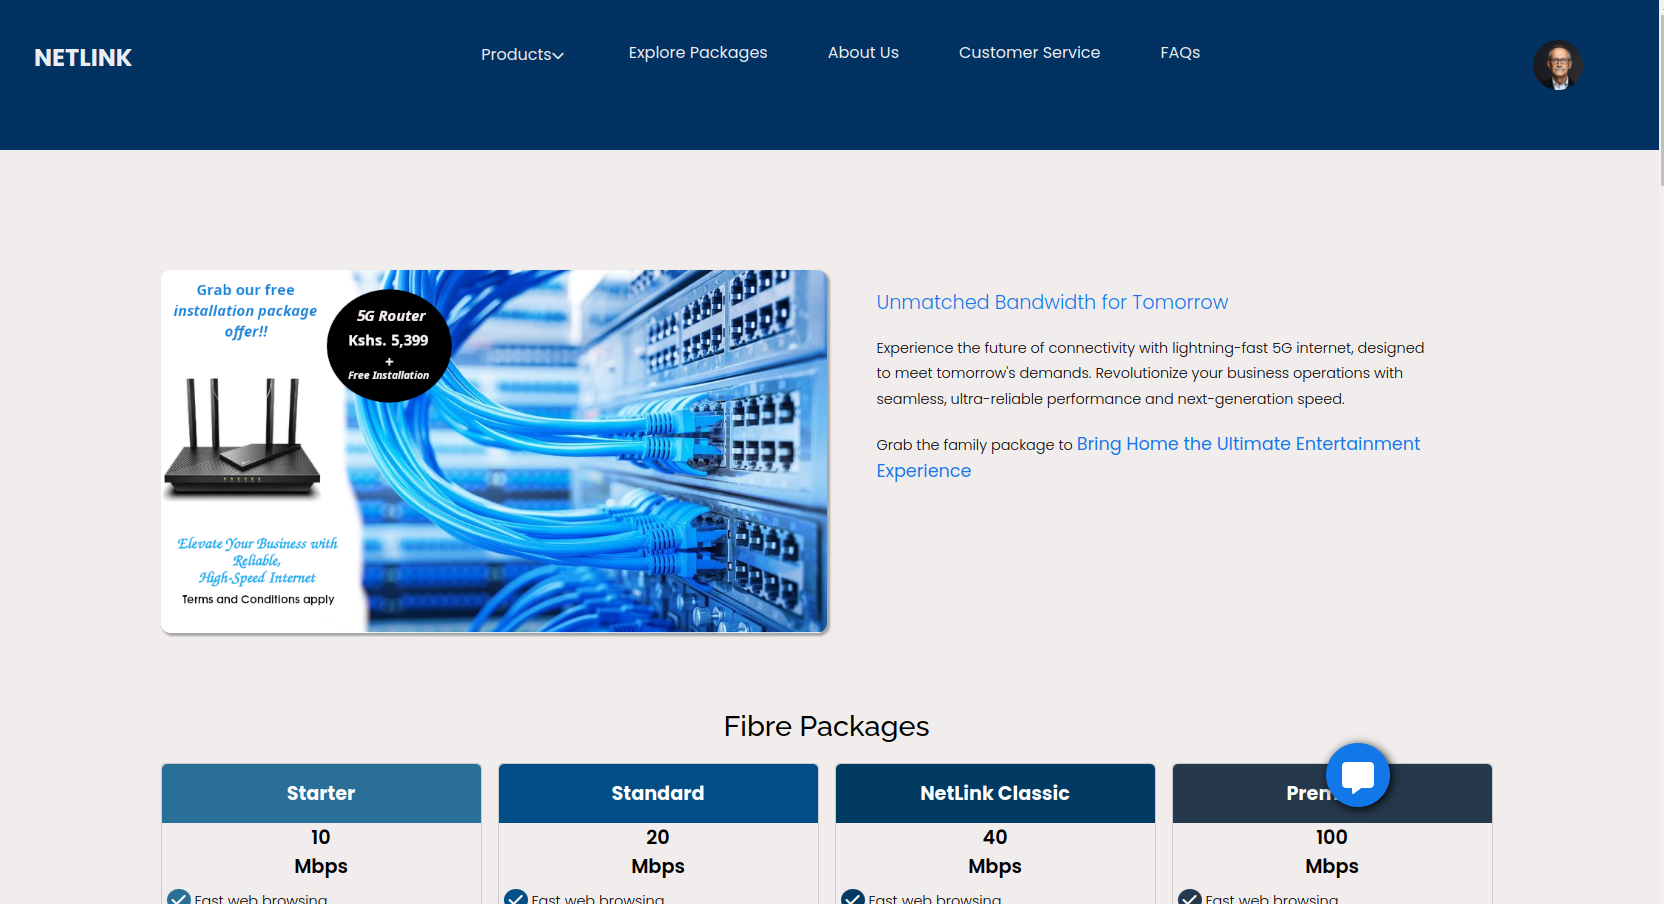 NETLINK
Products
Explore Packages
About Us
Customer Service
FAQs
Grab our free
installation package
offer!!
5G Router
Kshs. 5,399
+
Free Installation
Elevate Your Business with
Reliable,
High-Speed Internet
Terms and Conditions apply
Unmatched Bandwidth for Tomorrow
Experience the future of connectivity with lightning-fast 5G internet, designed
to meet tomorrow's demands. Revolutionize your business operations with
seamless, ultra-reliable performance and next-generation speed.
Grab the family package to Bring Home the Ultimate Entertainment
Experience
Fibre Packages
Starter
10
Mbps
Fast web browsing
Standard
20
Mbps
Fast web browsing
NetLink Classic
40
Mbps
Fast web browsing
100
Mbps
Fast web browsing